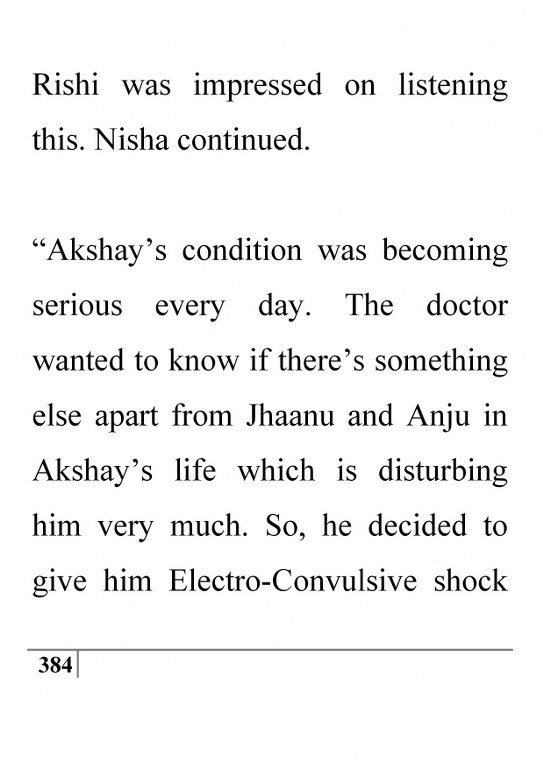 Rishi was impressed on listening
this. Nisha continued.
“Akshay’s condition was becoming
serious every day. The doctor
wanted to know if there’s something
else apart from Jhaanu and Anju in
Akshay’s life which is disturbing
him very much. So, he decided to
give him Electro-Convulsive shock
384